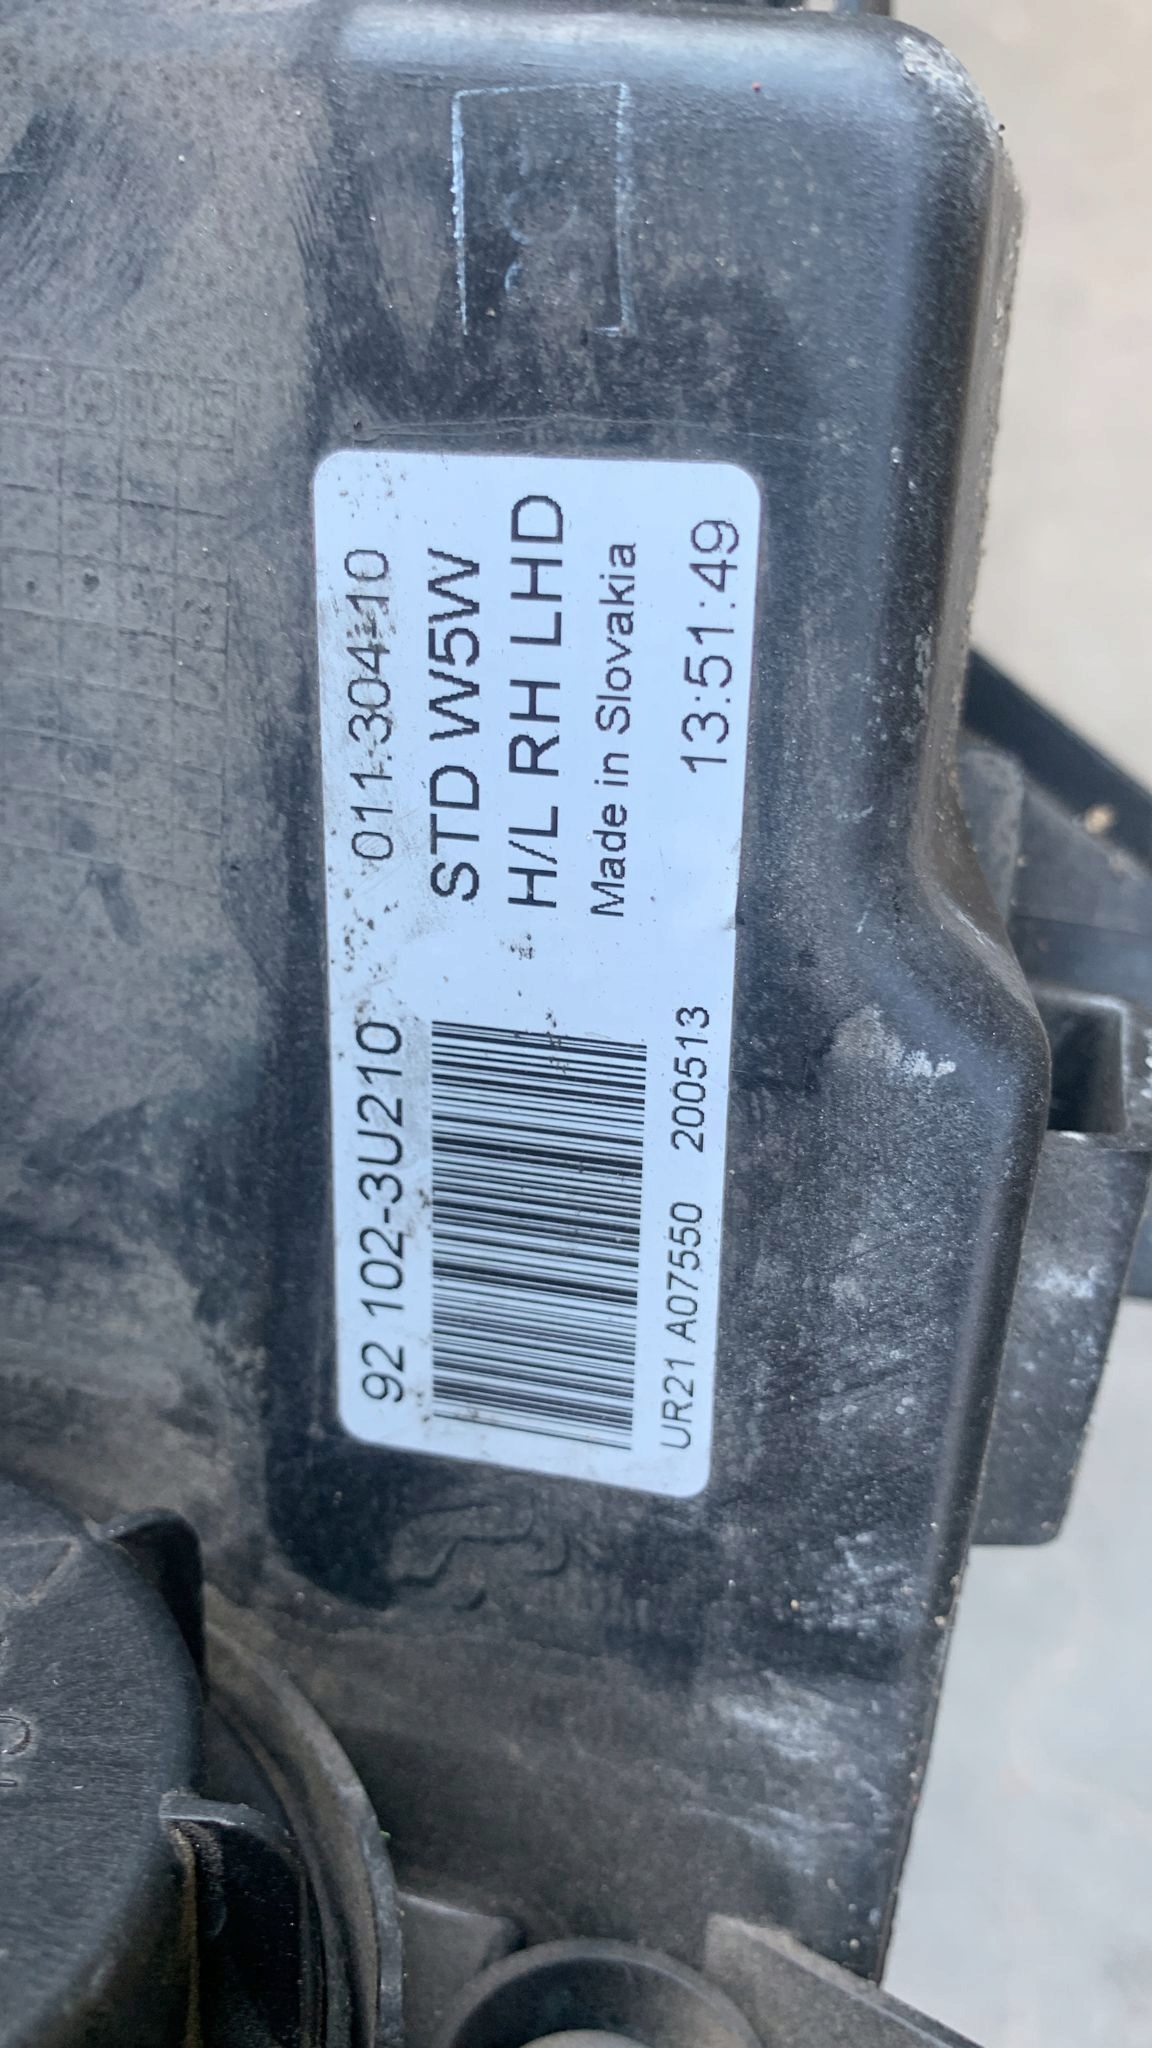 92 102-3U210 011.304-10
STD W5W
H/L RH LHD
Made in Slovakia
UR21 A07550 200513 13:51:49